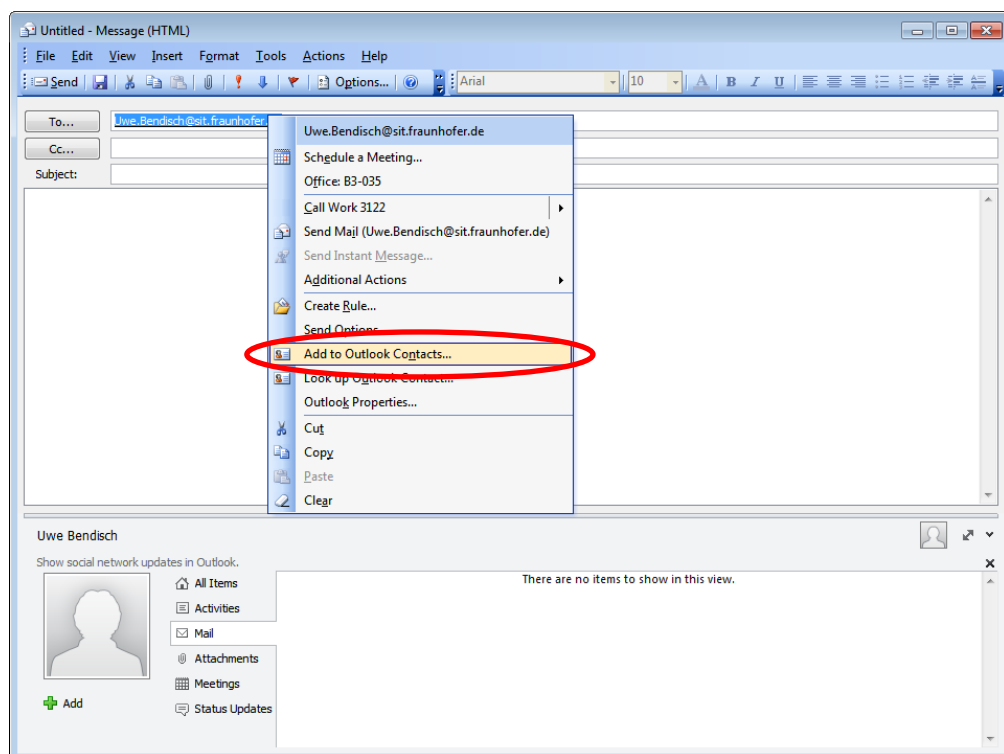 Untitled - Message (HTML)
File Edit View Insert Format Tools Actions Help
Send Options... Arial 10 A B I U
To... Uwe.Bendisch@sit.fraunhofer.
Cc...
Subject:
Uwe.Bendisch@sit.fraunhofer.de
Schedule a Meeting...
Office: B3-035
Call Work 3122
Send Mail (Uwe.Bendisch@sit.fraunhofer.de)
Send Instant Message...
Additional Actions
Create Rule...
Send Options...
Add to Outlook Contacts...
Look up Outlook Contact...
Outlook Properties...
Cut
Copy
Paste
Clear
Uwe Bendisch
Show social network updates in Outlook.
There are no items to show in this view.
All Items
Activities
Mail
Attachments
Meetings
Add
Status Updates